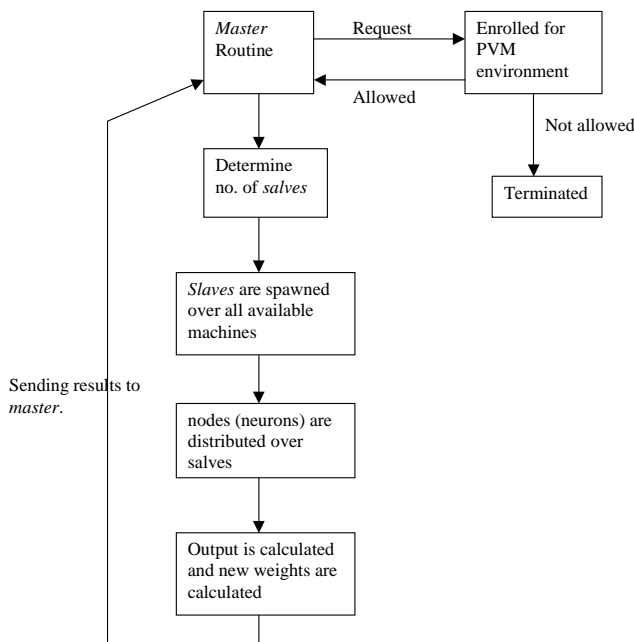 Master
Routine
Request
Enrolled for
PVM
environment
Allowed
Not allowed
Determine
no. of salves
Terminated
Slaves are spawned
over all available
machines
Sending results to
master.
nodes (neurons) are
distributed over
salves
Output is calculated
and new weights are
calculated